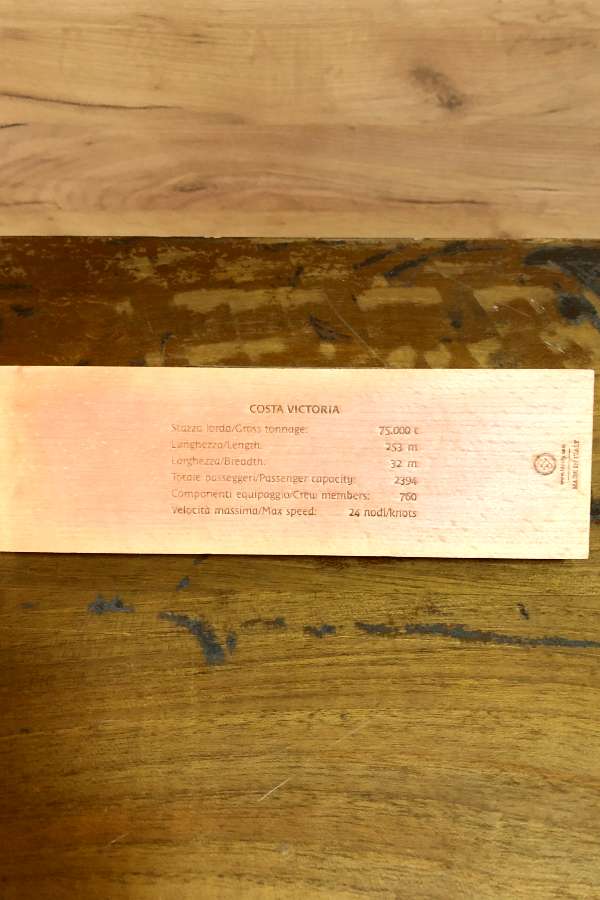 COSTA VICTORIA
Stazza lorda/Gross tonnage: 75.000 t
Lunghezza/Length: 253 m
Larghezza/Breadth: 32 m
Totale passeggeri/Passenger capacity: 2394
Componenti equipaggio/Crew members: 760
Velocità massima/Max speed: 24 nodi/knots
MADE IN ITALY